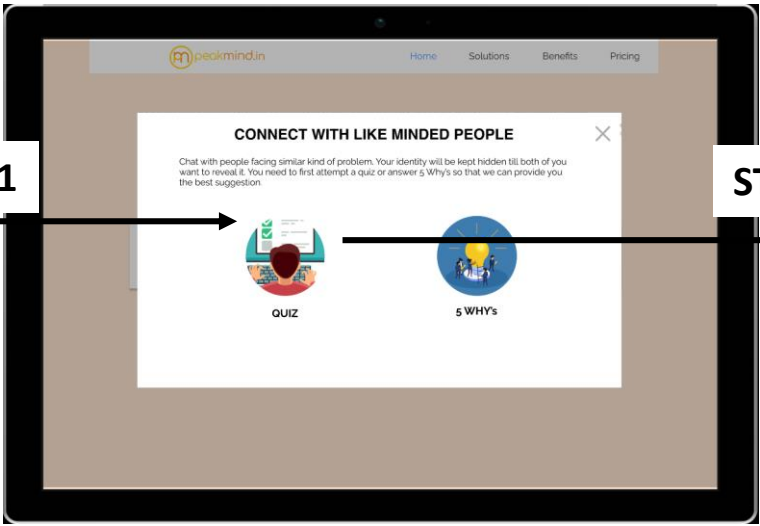 peakmind.in
Home Solutions Benefits Pricing
CONNECT WITH LIKE MINDED PEOPLE
Chat with people facing similar kind of problem. Your identity will be kept hidden till both of you
want to reveal it. You need to first attempt a quiz or answer 5 Why's so that we can provide you
the best suggestion
1
ST
QUIZ
5 WHY's